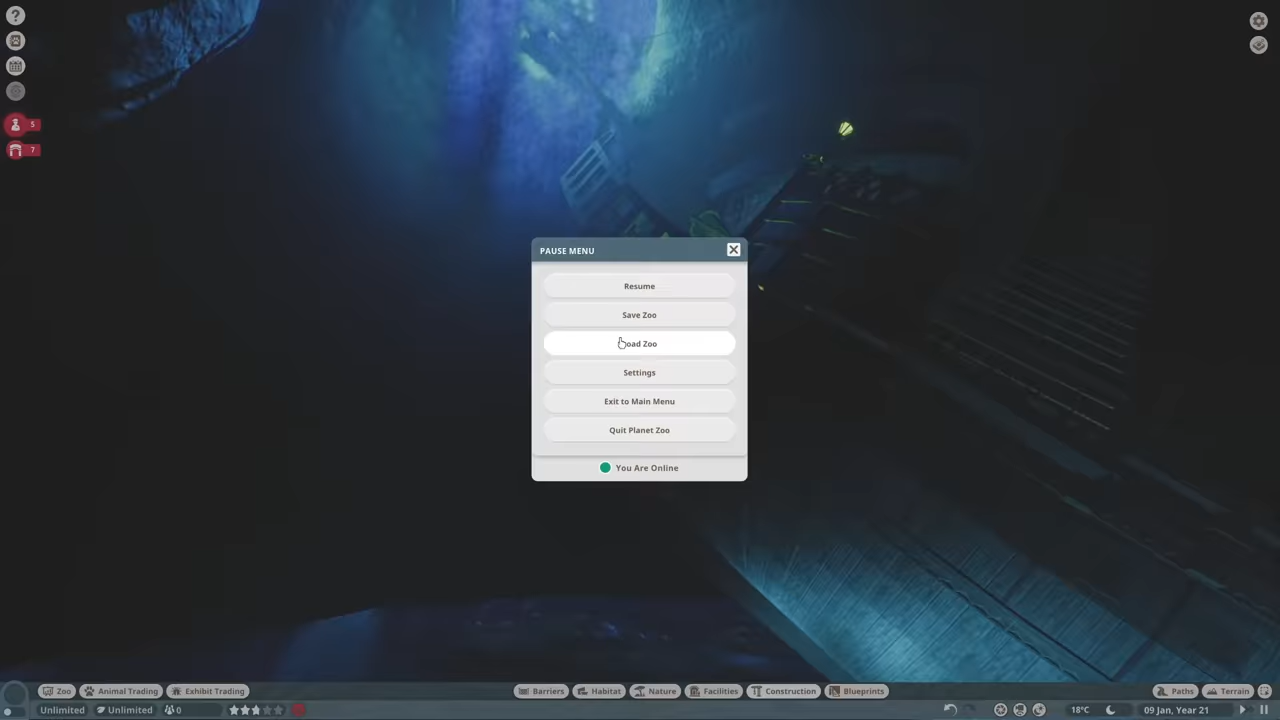 ?
5
7
PAUSE MENU
Resume
Save Zoo
oad Zoo
Settings
Exit to Main Menu
Quit Planet Zoo
You Are Online
Zoo Animal Trading Exhibit Trading Barriers Habitat Nature Facilities Construction Blueprints Paths Terrain
Unlimited Unlimited 0 18°C 09 Jan, Year 21